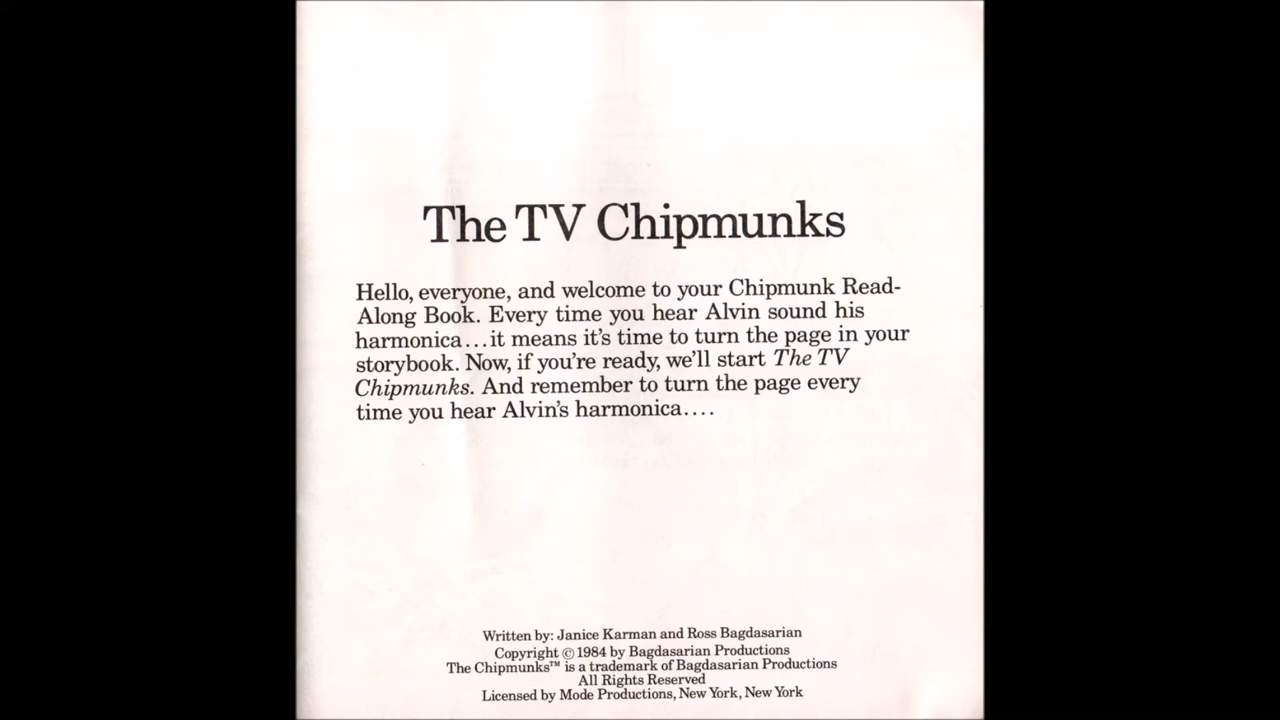 The TV Chipmunks
Hello, everyone, and welcome to your Chipmunk Read-
Along Book. Every time you hear Alvin sound his
harmonica...it means it's time to turn the page in your
storybook. Now, if you're ready, we'll start The TV
Chipmunks. And remember to turn the page every
time you hear Alvin's harmonica....
Written by: Janice Karman and Ross Bagdasarian
Copyright © 1984 by Bagdasarian Productions
The Chipmunks™ is a trademark of Bagdasarian Productions
All Rights Reserved
Licensed by Mode Productions, New York, New York